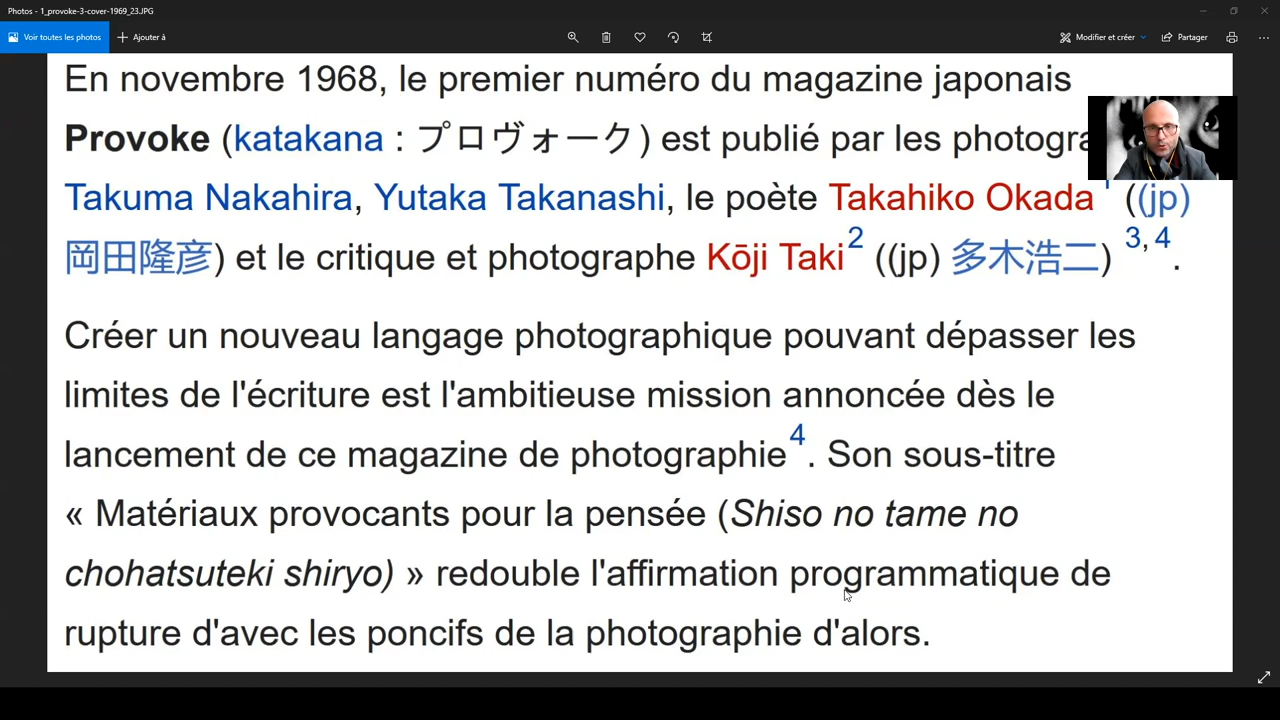 Photos - 1_provoke-3-cover-1969_23.JPG
Voir toutes les photos Ajouter à Modifier et créer Partager
En novembre 1968, le premier numéro du magazine japonais
Provoke (katakana : プロヴォーク) est publié par les photogra
Takuma Nakahira, Yutaka Takanashi, le poète Takahiko Okada 1 ((jp)
岡田隆彦) et le critique et photographe Kōji Taki 2 ((jp) 多木浩二) 3, 4 .
Créer un nouveau langage photographique pouvant dépasser les
limites de l'écriture est l'ambitieuse mission annoncée dès le
lancement de ce magazine de photographie 4. Son sous-titre
« Matériaux provocants pour la pensée (Shiso no tame no
chohatsuteki shiryo) » redouble l'affirmation programmatique de
rupture d'avec les poncifs de la photographie d'alors.